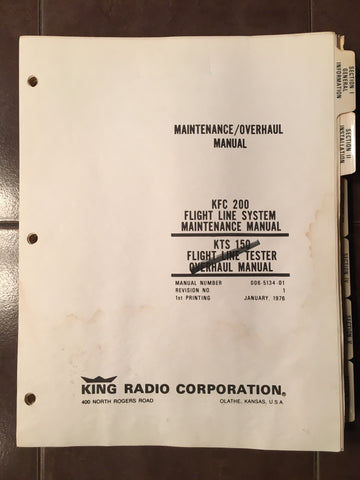 MAINTENANCE/OVERHAUL
MANUAL
KFC 200
FLIGHT LINE SYSTEM
MAINTENANCE MANUAL
KTS 150
FLIGHT LINE TESTER
OVERHAUL MANUAL
MANUAL NUMBER 006-5134-01
REVISION NO 1
1st PRINTING JANUARY, 1976
KING RADIO CORPORATION®
400 NORTH ROGERS ROAD OLATHE, KANSAS, U.S.A
SECTION I
GENERAL
INFORMATION
SECTION II
INSTALLATION